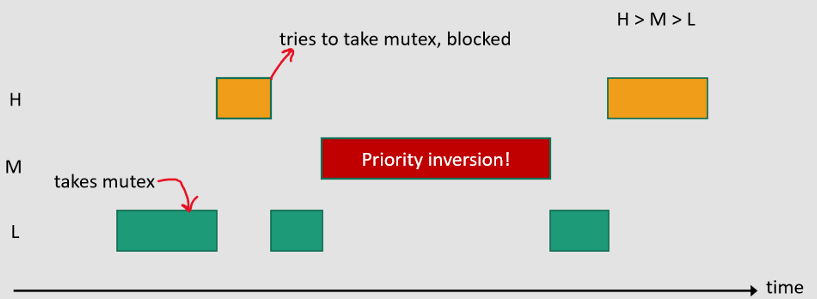 H > M > L
tries to take mutex, blocked
H
Priority inversion!
M
takes mutex
L
time